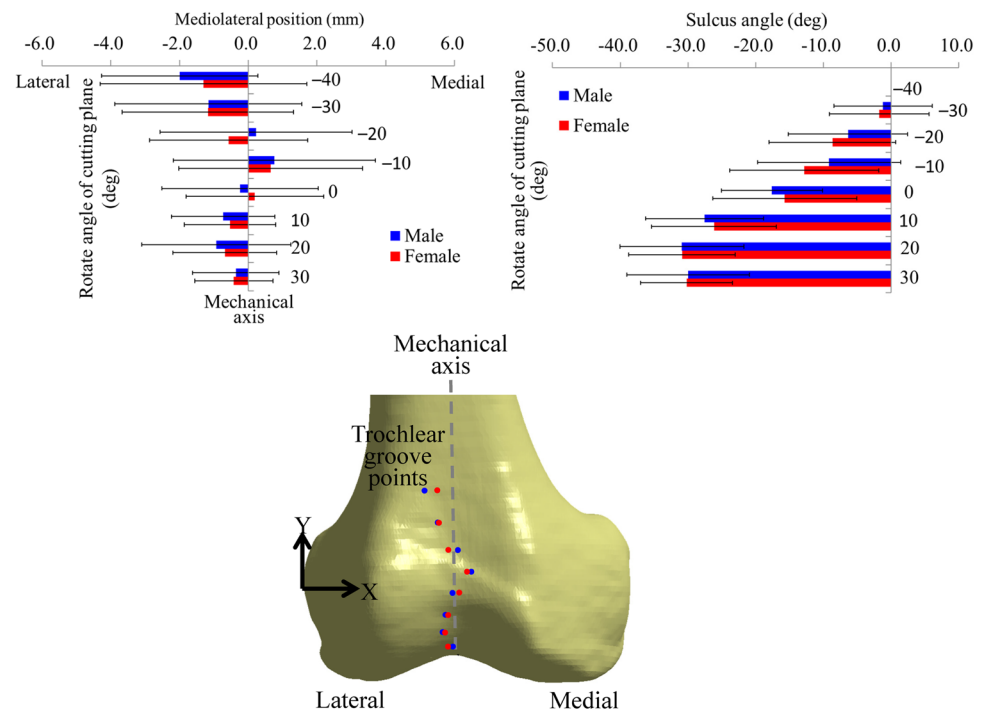 Mediolateral position (mm)
-6.0 -4.0 -2.0 0.0 2.0 4.0 6.0
Lateral
Medial
Rotate angle of cutting plane
(deg)
−40
−30
−20
−10
0
10
20
30
Male
Female
Mechanical
axis
Sulcus angle (deg)
-50.0 -40.0 -30.0 -20.0 -10.0 0.0 10.0
Rotate angle of cutting plane
(deg)
Male
Female
−40
−30
−20
−10
0
10
20
30
Mechanical
axis
Trochlear
groove
points
Y
X
Lateral
Medial